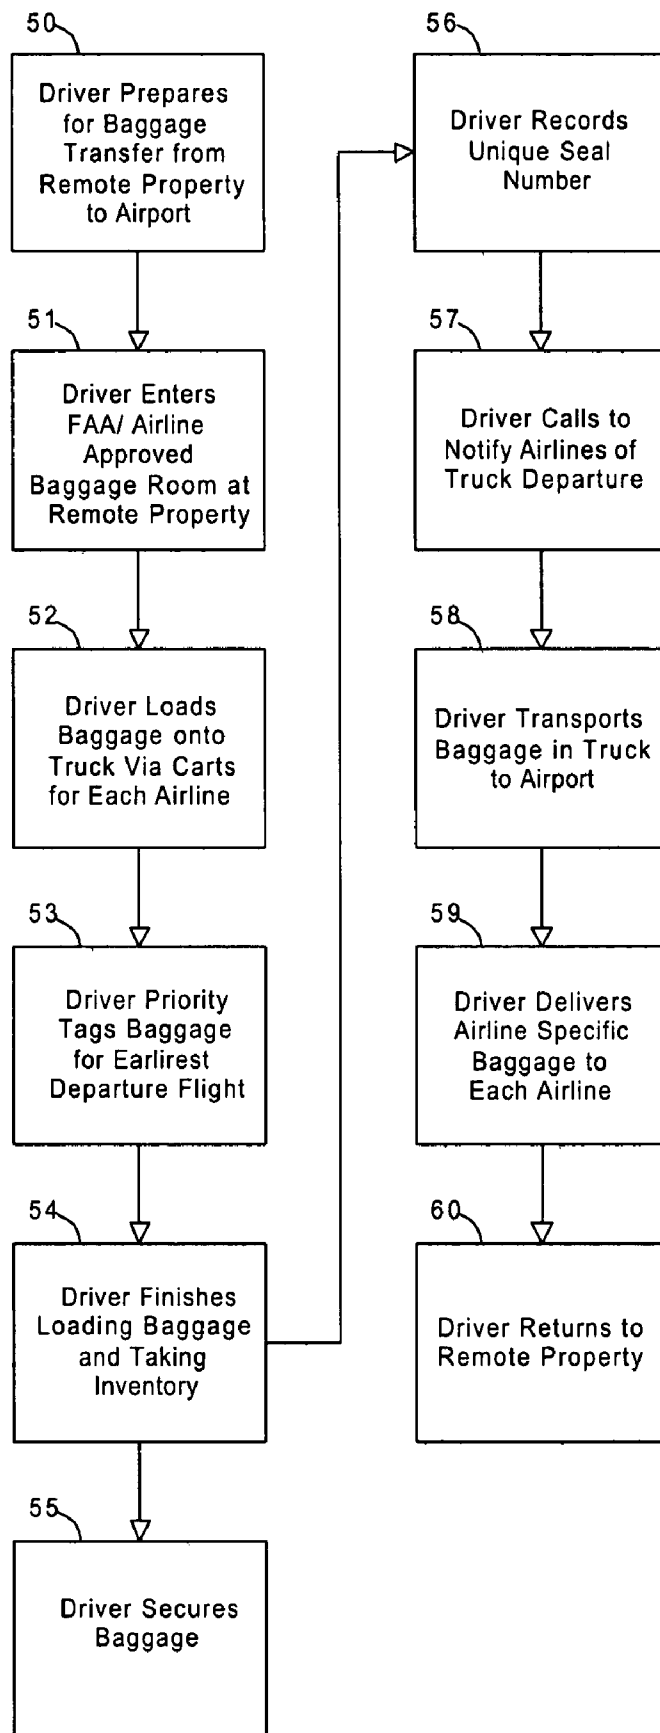 50
Driver Prepares
for Baggage
Transfer from
Remote Property
to Airport
51
Driver Enters
FAA/ Airline
Approved
Baggage Room at
Remote Property
52
Driver Loads
Baggage onto
Truck Via Carts
for Each Airline
53
Driver Priority
Tags Baggage
for Earlirest
Departure Flight
54
Driver Finishes
Loading Baggage
and Taking
Inventory
55
Driver Secures
Baggage
56
Driver Records
Unique Seal
Number
57
Driver Calls to
Notify Airlines of
Truck Departure
58
Driver Transports
Baggage in Truck
to Airport
59
Driver Delivers
Airline Specific
Baggage to
Each Airline
60
Driver Returns to
Remote Property